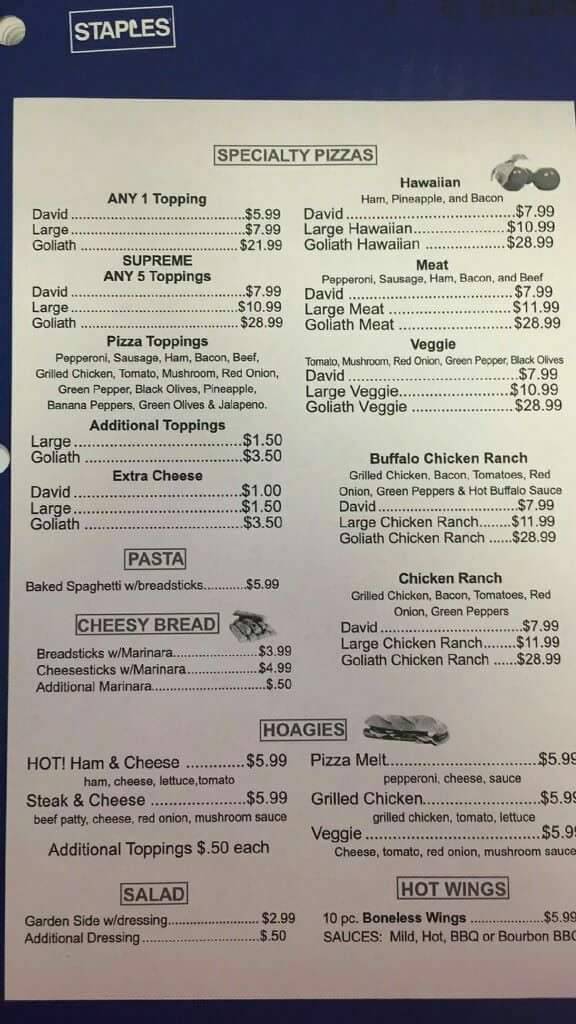 STAPLES
SPECIALTY PIZZAS
ANY 1 Topping
David ..........$5.99
Large ..........$7.99
Goliath ..........$21.99
SUPREME
ANY 5 Toppings
David ..........$7.99
Large ..........$10.99
Goliath ..........$28.99
Pizza Toppings
Pepperoni, Sausage, Ham, Bacon, Beef,
Grilled Chicken, Tomato, Mushroom, Red Onion,
Green Pepper, Black Olives, Pineapple,
Banana Peppers, Green Olives & Jalapeno.
Additional Toppings
Large ..........$1.50
Goliath ..........$3.50
Extra Cheese
David ..........$1.00
Large ..........$1.50
Goliath ..........$3.50
PASTA
Baked Spaghetti w/breadsticks..........$5.99
CHEESY BREAD
Breadsticks w/Marinara..........$3.99
Cheesesticks w/Marinara..........$4.99
Additional Marinara..........$.50
Hawaiian
Ham, Pineapple, and Bacon
David ..........$7.99
Large Hawaiian..........$10.99
Goliath Hawaiian ..........$28.99
Meat
Pepperoni, Sausage, Ham, Bacon, and Beef
David ..........$7.99
Large Meat ..........$11.99
Goliath Meat ..........$28.99
Veggie
Tomato, Mushroom, Red Onion, Green Pepper, Black Olives
David ..........$7.99
Large Veggie..........$10.99
Goliath Veggie ..........$28.99
Buffalo Chicken Ranch
Grilled Chicken, Bacon, Tomatoes, Red
Onion, Green Peppers & Hot Buffalo Sauce
David ..........$7.99
Large Chicken Ranch.......$11.99
Goliath Chicken Ranch .....$28.99
Chicken Ranch
Grilled Chicken, Bacon, Tomatoes, Red
Onion, Green Peppers
David ..........$7.99
Large Chicken Ranch.......$11.99
Goliath Chicken Ranch .....$28.99
HOAGIES
HOT! Ham & Cheese ..........$5.99
ham, cheese, lettuce,tomato
Steak & Cheese ..........$5.99
beef patty, cheese, red onion, mushroom sauce
Additional Toppings $.50 each
Pizza Melt..........$5.99
pepperoni, cheese, sauce
Grilled Chicken..........$5.99
grilled chicken, tomato, lettuce
Veggie ..........$5.99
Cheese, tomato, red onion, mushroom sauce
SALAD
Garden Side w/dressing..........$2.99
Additional Dressing ..........$.50
HOT WINGS
10 pc. Boneless Wings ..........$5.99
SAUCES: Mild, Hot, BBQ or Bourbon BBQ